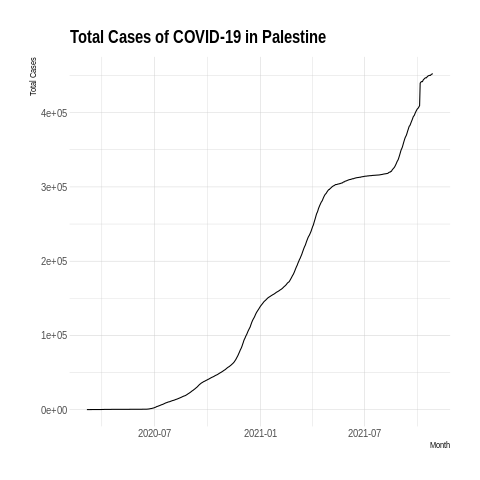 Total Cases of COVID-19 in Palestine
Total Cases
4e+05
3e+05
2e+05
1e+05
0e+00
2020-07 2021-01 2021-07
Month